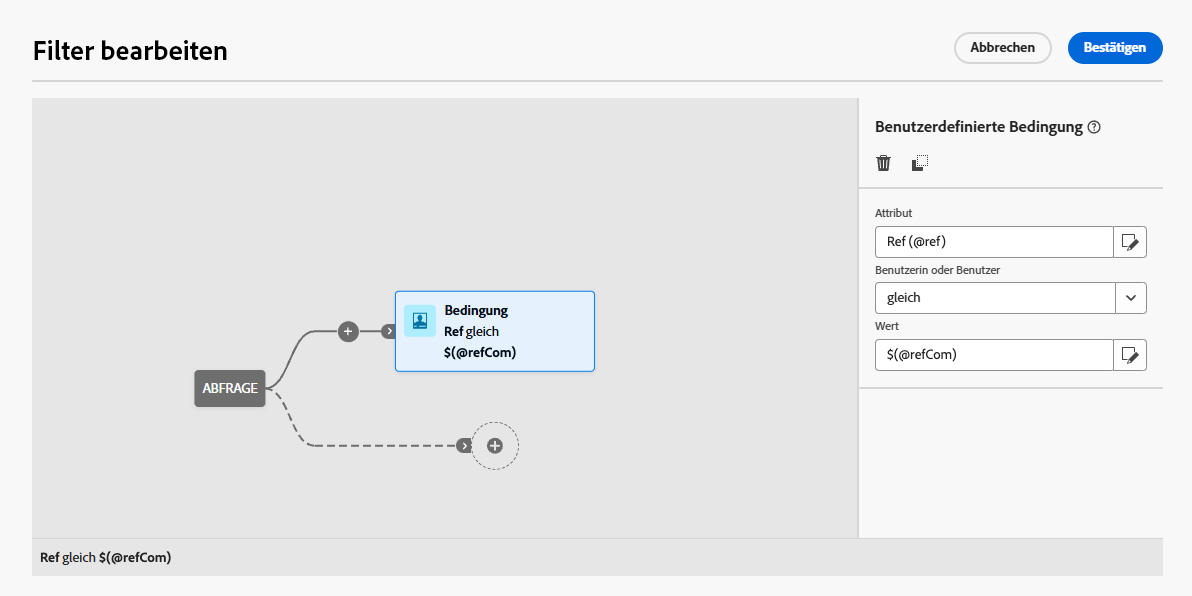 Filter bearbeiten
Abbrechen
Bestätigen
Benutzerdefinierte Bedingung
Attribut
Ref (@ref)
Benutzerin oder Benutzer
gleich
Wert
$(@refCom)
Bedingung
Ref gleich
$(@refCom)
ABFRAGE
Ref gleich $(@refCom)